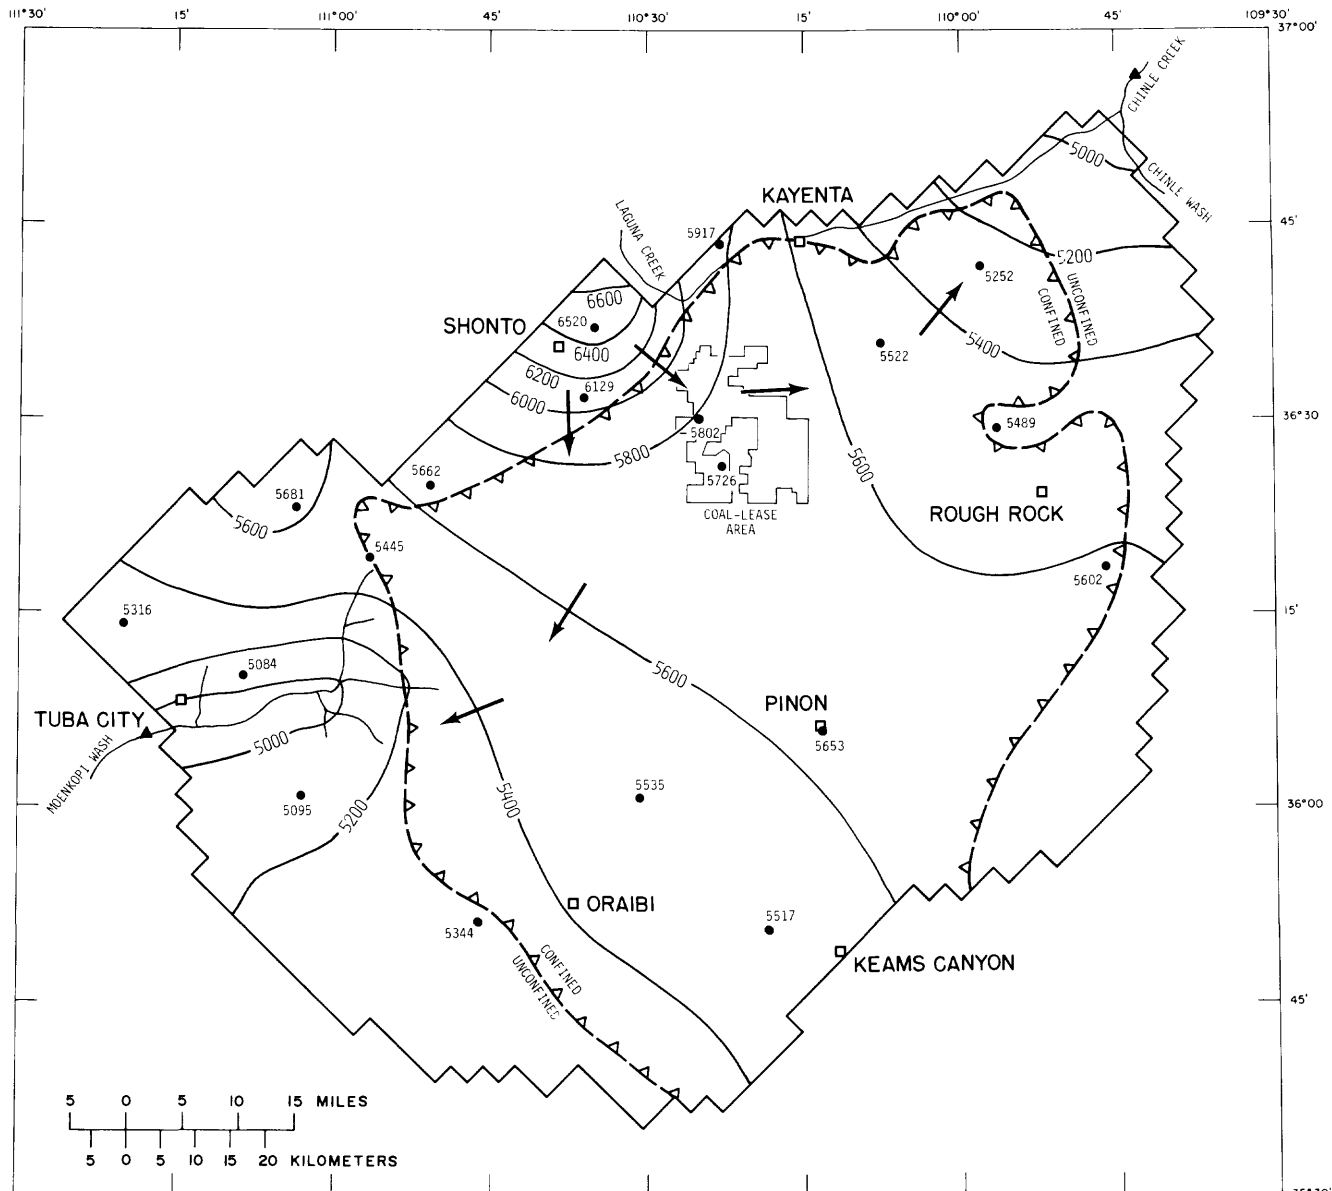 111°30'
15'
111°00'
45'
110°30'
15'
110°00'
45'
109°30'
37°00'
CHINLE CREEK
5000
CHINLE WASH
KAYENTA
LAGUNA CREEK
5917
45'
5200
5252
UNCONFINED
CONFINED
6600
6520
SHONTO
6400
5522
5400
6200
6129
6000
36°30'
5489
5802
5800
5600
5662
5726
5681
COAL-LEASE
AREA
ROUGH ROCK
5600
5445
5602
5316
15'
5084
5600
PINON
TUBA CITY
5000
5653
MOENKOPI WASH
5535
5400
5095
5200
36°00'
ORAIBI
5517
5344
KEAMS CANYON
CONFINED
UNCONFINED
45'
5 0 5 10 15 MILES
5 0 5 10 15 20 KILOMETERS